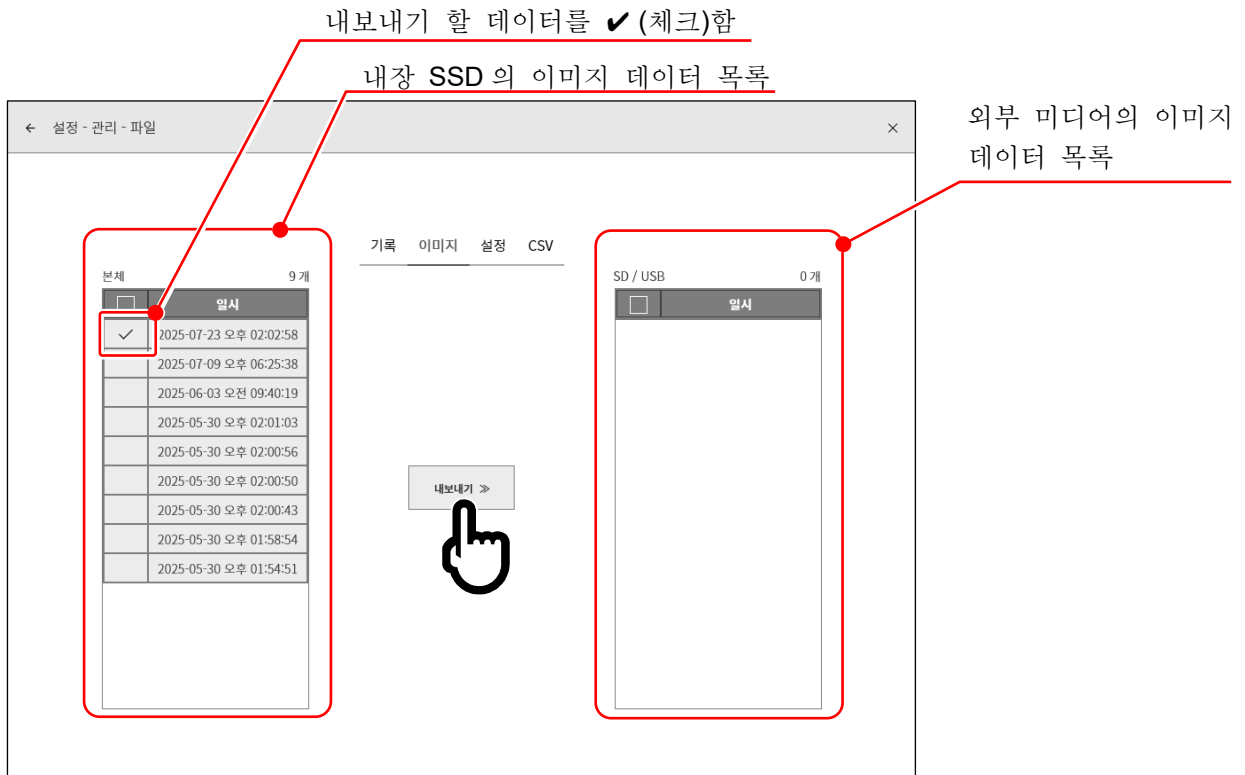 내보내기 할 데이터를 ✔(체크)함
내장 SSD의 이미지 데이터 목록
외부 미디어의 이미지
데이터 목록
← 설정 - 관리 - 파일 ×
기록 이미지 설정 CSV
본체 9개
일시
✓ 2025-07-23 오후 02:02:58
2025-07-09 오후 06:25:38
2025-06-03 오전 09:40:19
2025-05-30 오후 02:01:03
2025-05-30 오후 02:00:56
2025-05-30 오후 02:00:50
2025-05-30 오후 02:00:43
2025-05-30 오후 01:58:54
2025-05-30 오후 01:54:51
내보내기 ≫
SD / USB 0개
일시